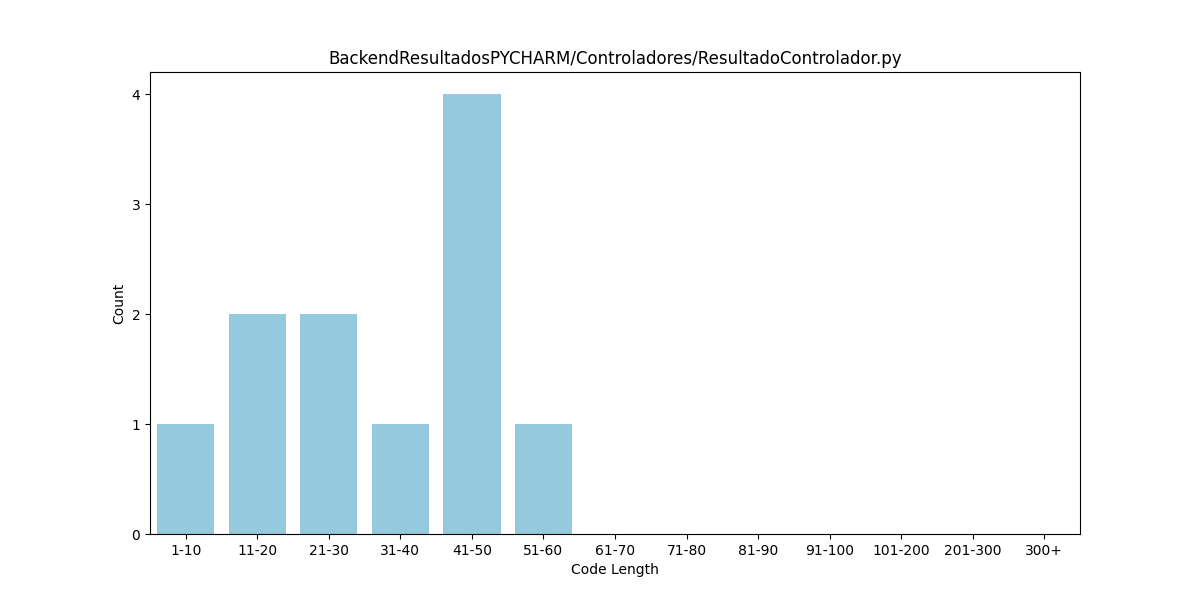 BackendResultadosPYCHARM/Controladores/ResultadoControlador.py
4
3
2
1
0
Count
1-10 11-20 21-30 31-40 41-50 51-60 61-70 71-80 81-90 91-100 101-200 201-300 300+
Code Length